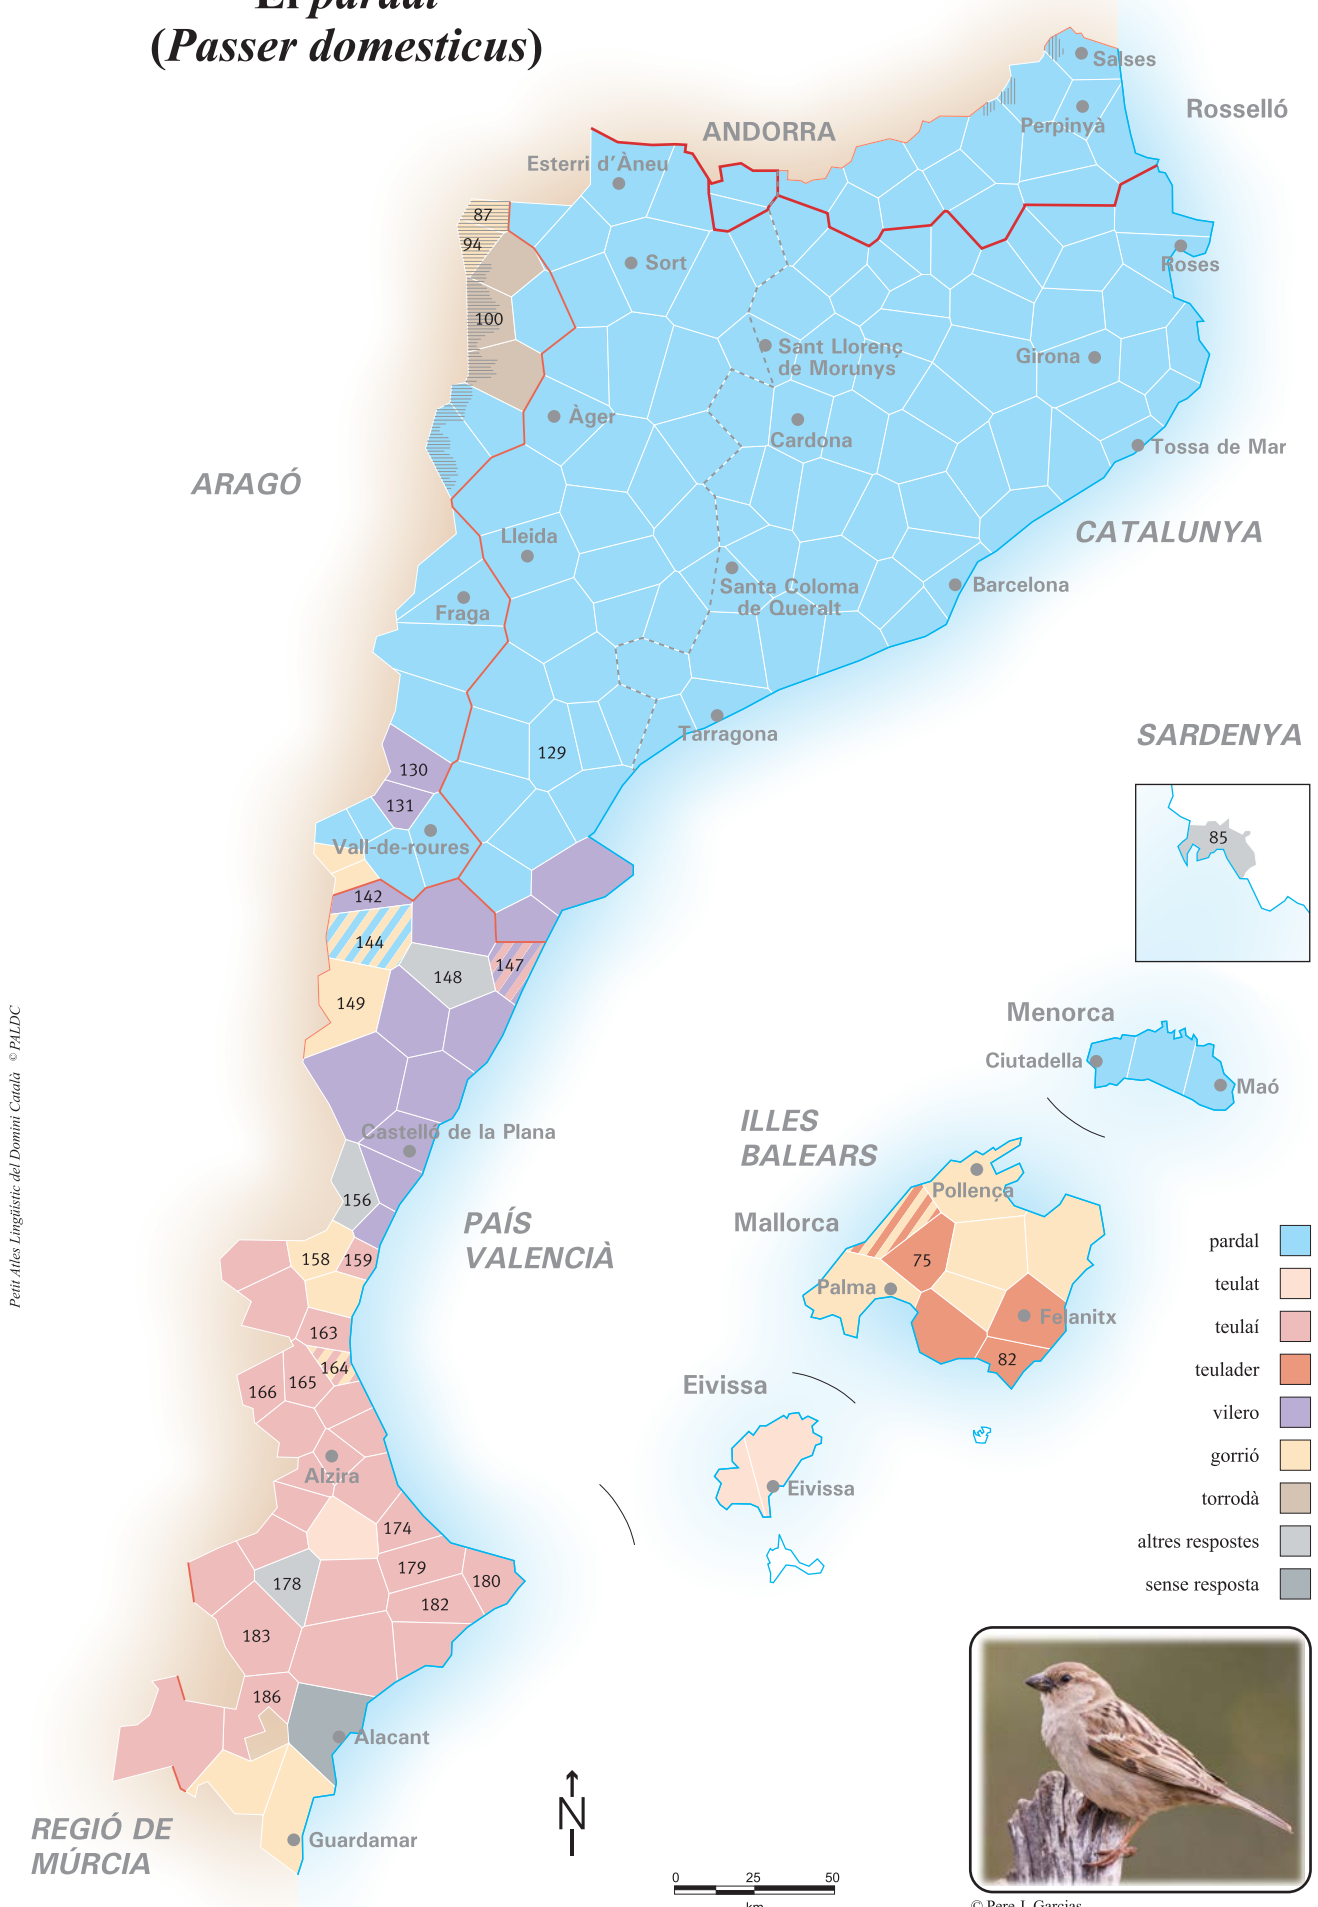 El pardal
(Passer domesticus)
Salses
Rosselló
Perpinyà
ANDORRA
Esterri d'Àneu
87
94
Sort
Roses
100
Sant Llorenç
de Morunys
Girona
Àger
Cardona
Tossa de Mar
ARAGÓ
CATALUNYA
Lleida
Santa Coloma
de Queralt
Barcelona
Fraga
Tarragona
SARDENYA
129
130
131
85
Vall-de-roures
142
144
147
148
149
Menorca
Ciutadella
Maó
ILLES
BALEARS
Castelló de la Plana
Pollença
156
PAÍS
VALENCIÀ
Mallorca
158
159
75
Palma
Felanitx
82
163
164
165
166
Eivissa
Eivissa
Alzira
174
179
180
178
182
183
186
Alacant
REGIÓ DE
MÚRCIA
Guardamar
N
0 25 50
km
pardal
teulat
teulaí
teulader
vilero
gorrió
torrodà
altres respostes
sense resposta
© Pere J. Garcias
Petit Atles Lingüístic del Domini Català © PALDC